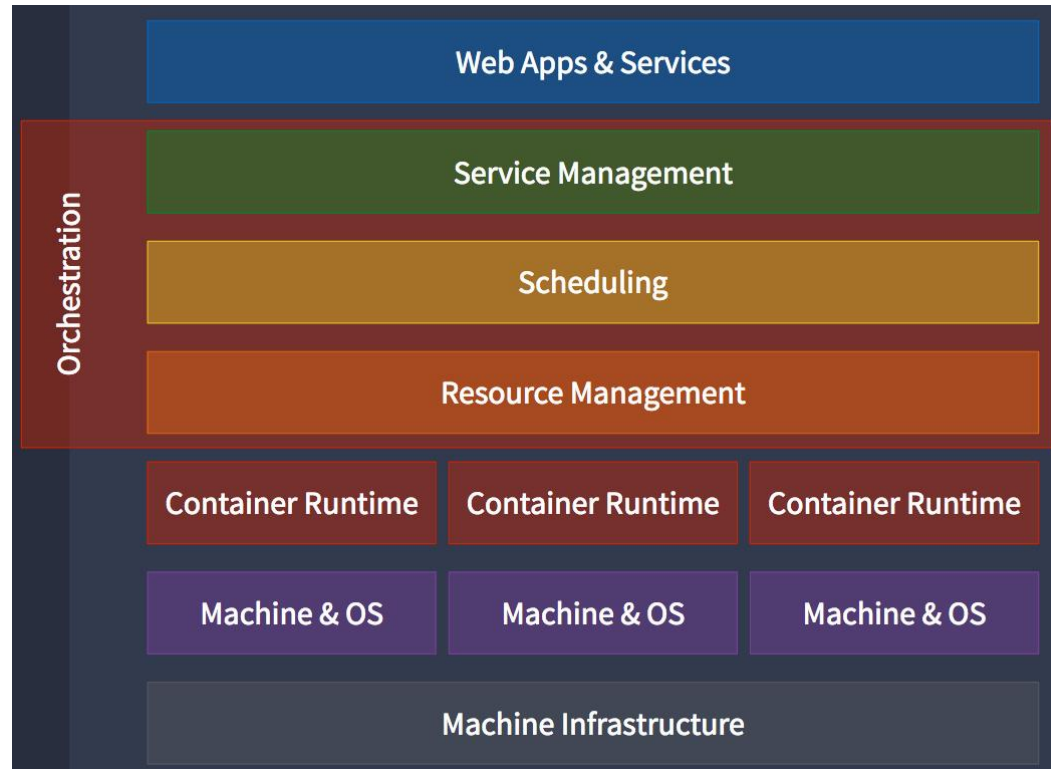 Web Apps & Services
Orchestration
Service Management
Scheduling
Resource Management
Container Runtime
Container Runtime
Container Runtime
Machine & OS
Machine & OS
Machine & OS
Machine Infrastructure